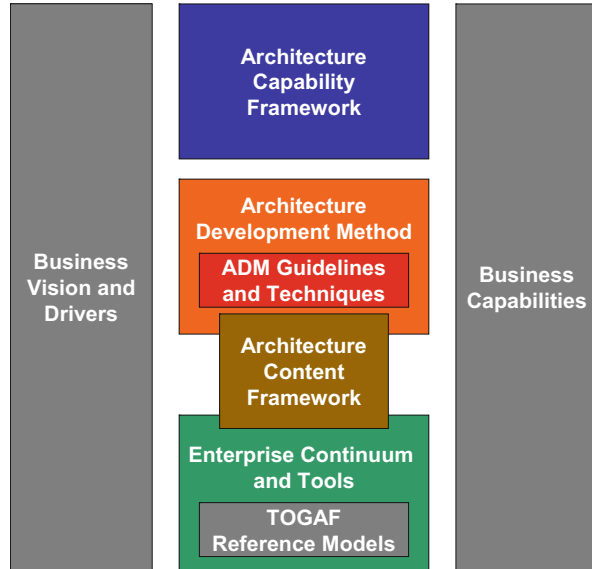 Architecture
Capability
Framework
Architecture
Development Method
ADM Guidelines
and Techniques
Business
Vision and
Drivers
Business
Capabilities
Architecture
Content
Framework
Enterprise Continuum
and Tools
TOGAF
Reference Models